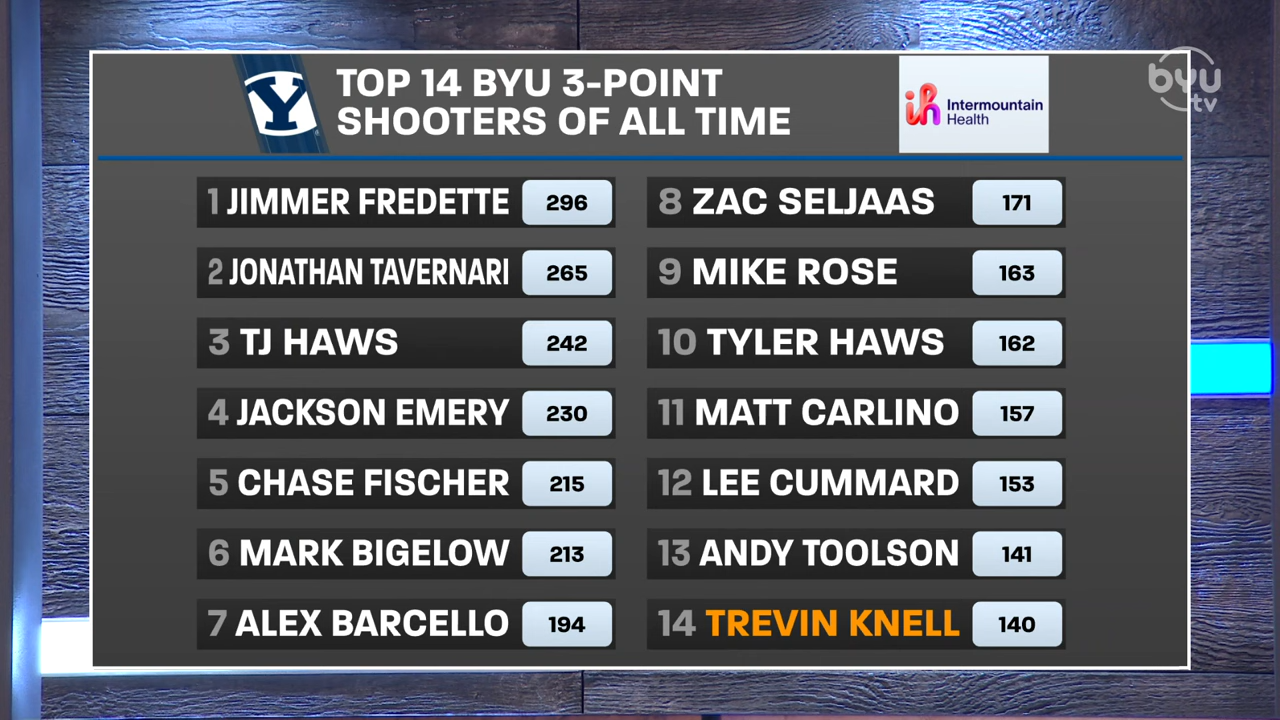 Y
TOP 14 BYU 3-POINT
SHOOTERS OF ALL TIME
ih Intermountain
Health
byu
tv
1 JIMMER FREDETTE 296
2 JONATHAN TAVERNARI 265
3 TJ HAWS 242
4 JACKSON EMERY 230
5 CHASE FISCHER 215
6 MARK BIGELOW 213
7 ALEX BARCELLO 194
8 ZAC SELJAAS 171
9 MIKE ROSE 163
10 TYLER HAWS 162
11 MATT CARLINO 157
12 LEE CUMMARD 153
13 ANDY TOOLSON 141
14 TREVIN KNELL 140